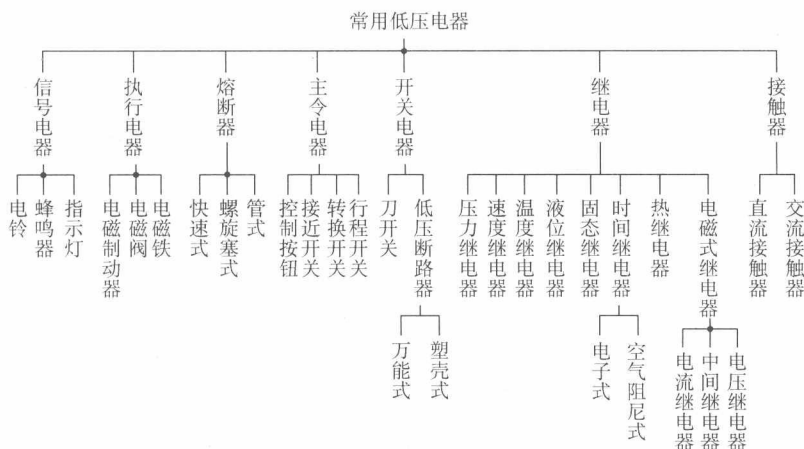 常用低压电器
信号电器
执行电器
熔断器
主令电器
开关电器
继电器
接触器
电铃
蜂鸣器
指示灯
电磁制动器
电磁阀
电磁铁
快速式
螺旋塞式
管式
控制按钮
接近开关
转换开关
行程开关
刀开关
低压断路器
压力继电器
速度继电器
温度继电器
液位继电器
固态继电器
时间继电器
热继电器
电磁式继电器
直流接触器
交流接触器
万能式
塑壳式
电子式
空气阻尼式
电流继电器
中间继电器
电压继电器